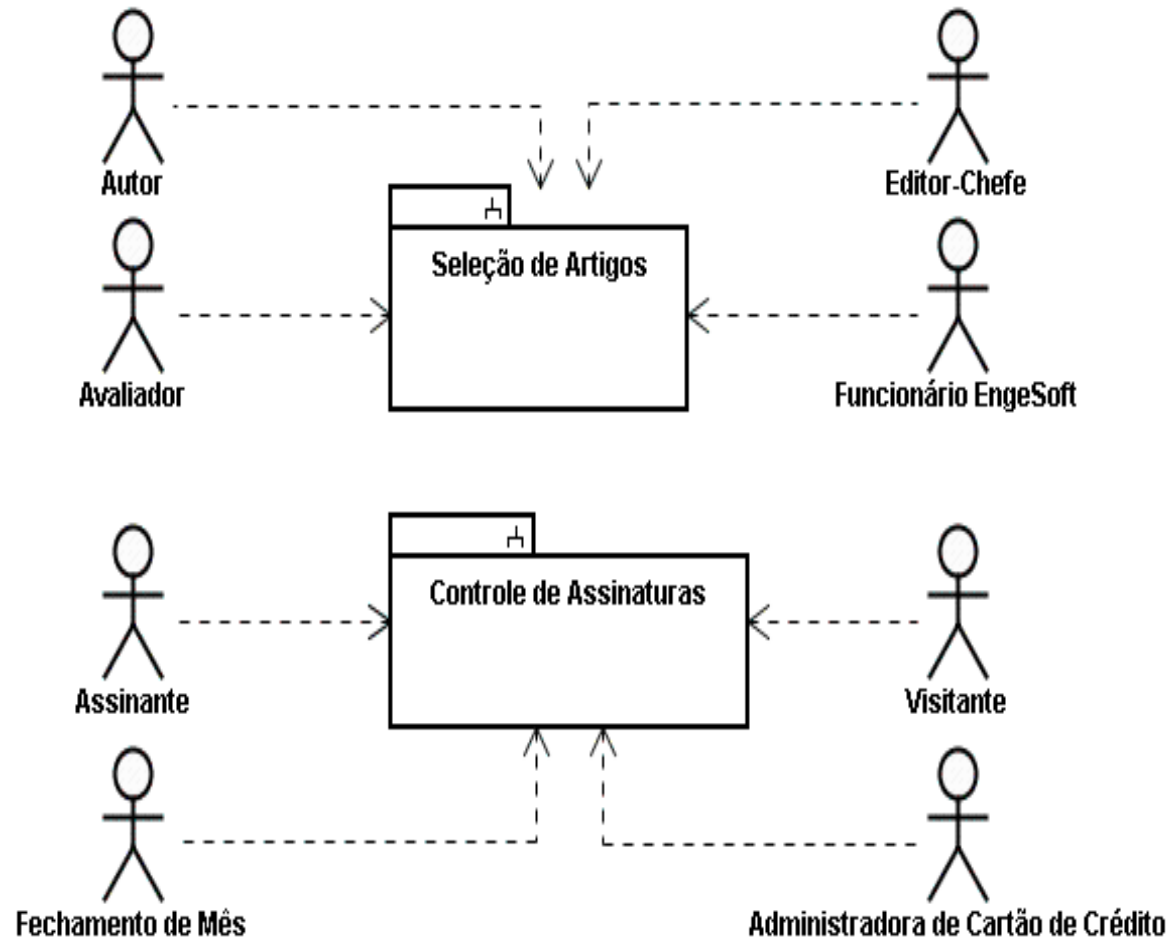 Autor
Editor-Chefe
Seleção de Artigos
Avaliador
Funcionário EngeSoft
Controle de Assinaturas
Assinante
Visitante
Fechamento de Mês
Administradora de Cartão de Crédito